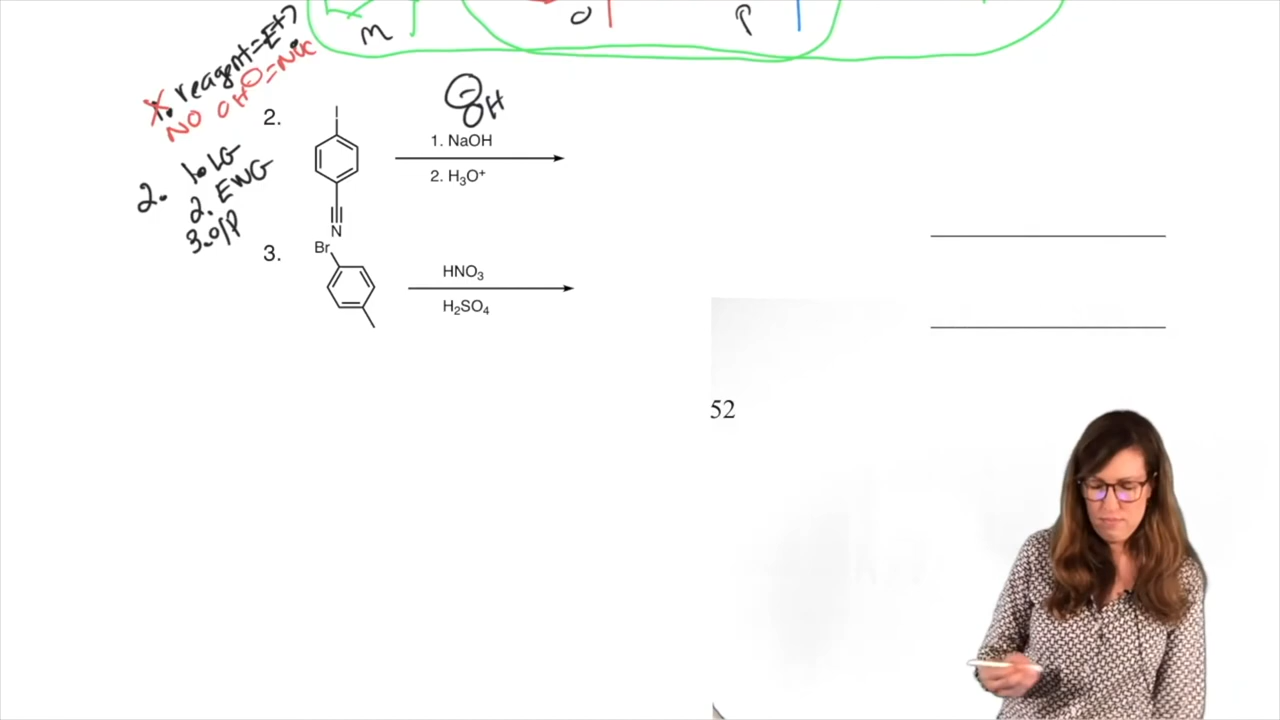 m
o
p
1. reagent = E+?
NO OH⊖ = Nuc
2. 1. LG
2. EWG
3. o/p
2.
I
N
⊖OH
1. NaOH
2. H₃O⁺
3.
Br
HNO₃
H₂SO₄
52